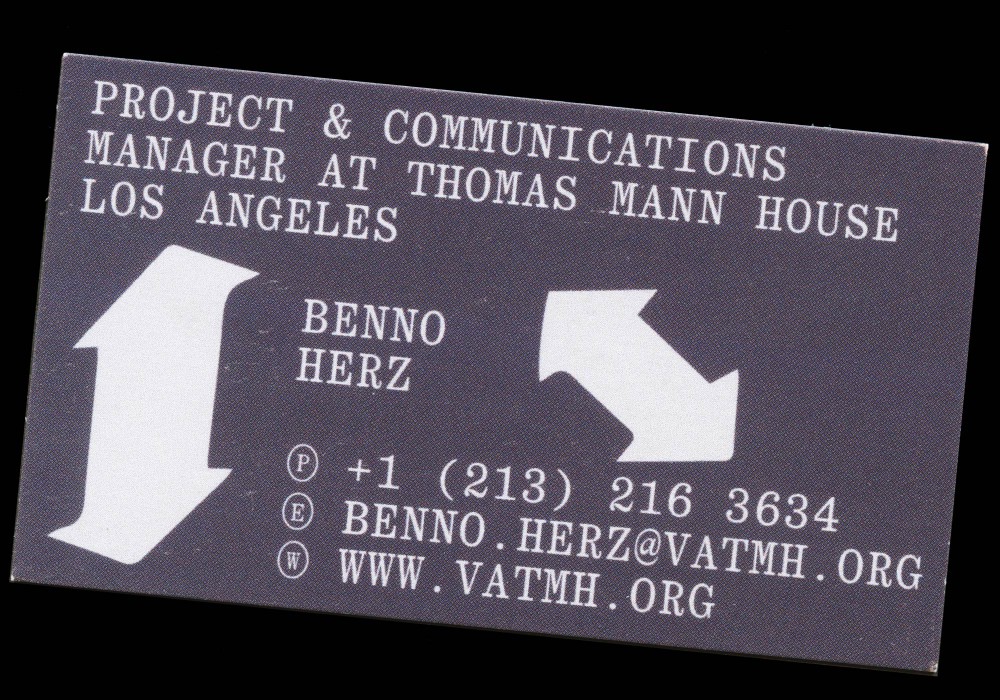 PROJECT & COMMUNICATIONS
MANAGER AT THOMAS MANN HOUSE
LOS ANGELES
BENNO
HERZ
P +1 (213) 216 3634
E BENNO.HERZ@VATMH.ORG
W WWW.VATMH.ORG